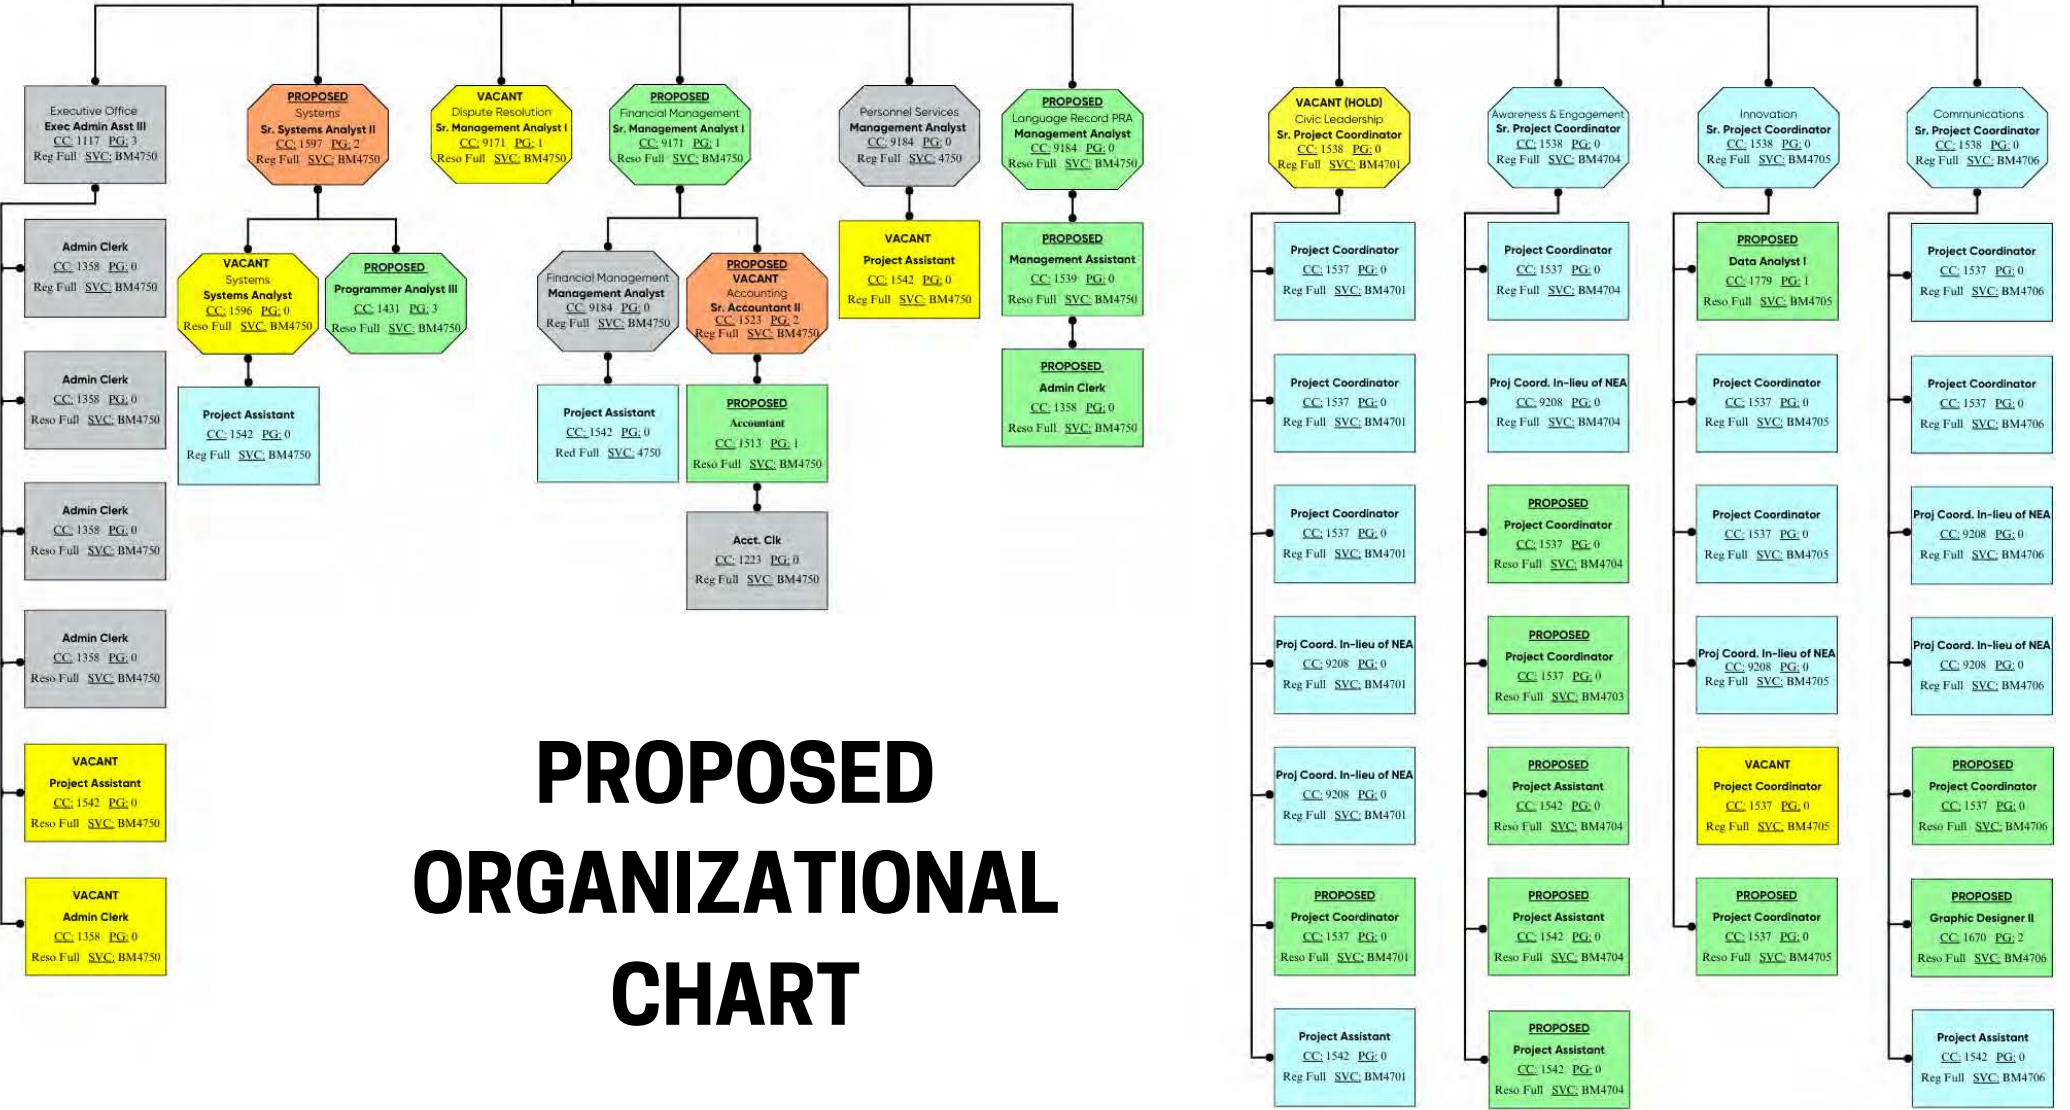 Executive Office
Exec Admin Asst III
CC: 1117 PG: 3
Reg Full SVC: BM4750
Admin Clerk
CC: 1358 PG: 0
Reg Full SVC: BM4750
Admin Clerk
CC: 1358 PG: 0
Reso Full SVC: BM4750
Admin Clerk
CC: 1358 PG: 0
Reso Full SVC: BM4750
Admin Clerk
CC: 1358 PG: 0
Reso Full SVC: BM4750
VACANT
Project Assistant
CC: 1542 PG: 0
Reso Full SVC: BM4750
VACANT
Admin Clerk
CC: 1358 PG: 0
Reso Full SVC: BM4750
PROPOSED
Systems
Sr. Systems Analyst II
CC: 1597 PG: 2
Reg Full SVC: BM4750
VACANT
Systems
Systems Analyst
CC: 1596 PG: 0
Reso Full SVC: BM4750
Project Assistant
CC: 1542 PG: 0
Reg Full SVC: BM4750
PROPOSED
Programmer Analyst III
CC: 1431 PG: 3
Reso Full SVC: BM4750
VACANT
Dispute Resolution
Sr. Management Analyst I
CC: 9171 PG: 1
Reso Full SVC: BM4750
PROPOSED
Financial Management
Sr. Management Analyst I
CC: 9171 PG: 1
Reso Full SVC: BM4750
Financial Management
Management Analyst
CC: 9184 PG: 0
Reg Full SVC: BM4750
Project Assistant
CC: 1542 PG: 0
Red Full SVC: 4750
PROPOSED
VACANT
Accounting
Sr. Accountant II
CC: 1523 PG: 2
Reg Full SVC: BM4750
PROPOSED
Accountant
CC: 1513 PG: 1
Reso Full SVC: BM4750
Acct. Clk
CC: 1223 PG: 0
Reg Full SVC: BM4750
Personnel Services
Management Analyst
CC: 9184 PG: 0
Reg Full SVC: 4750
VACANT
Project Assistant
CC: 1542 PG: 0
Reg Full SVC: BM4750
PROPOSED
Language Record PRA
Management Analyst
CC: 9184 PG: 0
Reso Full SVC: BM4750
PROPOSED
Management Assistant
CC: 1539 PG: 0
Reso Full SVC: BM4750
PROPOSED
Admin Clerk
CC: 1358 PG: 0
Reso Full SVC: BM4750
PROPOSED
ORGANIZATIONAL
CHART
VACANT (HOLD)
Civic Leadership
Sr. Project Coordinator
CC: 1538 PG: 0
Reg Full SVC: BM4701
Project Coordinator
CC: 1537 PG: 0
Reg Full SVC: BM4701
Project Coordinator
CC: 1537 PG: 0
Reg Full SVC: BM4701
Project Coordinator
CC: 1537 PG: 0
Reg Full SVC: BM4701
Proj Coord. In-lieu of NEA
CC: 9208 PG: 0
Reg Full SVC: BM4701
Proj Coord. In-lieu of NEA
CC: 9208 PG: 0
Reg Full SVC: BM4701
PROPOSED
Project Coordinator
CC: 1537 PG: 0
Reso Full SVC: BM4701
Project Assistant
CC: 1542 PG: 0
Reg Full SVC: BM4701
Awareness & Engagement
Sr. Project Coordinator
CC: 1538 PG: 0
Reg Full SVC: BM4704
Project Coordinator
CC: 1537 PG: 0
Reg Full SVC: BM4704
Proj Coord. In-lieu of NEA
CC: 9208 PG: 0
Reg Full SVC: BM4704
PROPOSED
Project Coordinator
CC: 1537 PG: 0
Reso Full SVC: BM4704
PROPOSED
Project Coordinator
CC: 1537 PG: 0
Reso Full SVC: BM4703
PROPOSED
Project Assistant
CC: 1542 PG: 0
Reso Full SVC: BM4704
PROPOSED
Project Assistant
CC: 1542 PG: 0
Reso Full SVC: BM4704
PROPOSED
Project Assistant
CC: 1542 PG: 0
Reso Full SVC: BM4704
Innovation
Sr. Project Coordinator
CC: 1538 PG: 0
Reg Full SVC: BM4705
PROPOSED
Data Analyst I
CC: 1779 PG: 1
Reso Full SVC: BM4705
Project Coordinator
CC: 1537 PG: 0
Reg Full SVC: BM4705
Project Coordinator
CC: 1537 PG: 0
Reg Full SVC: BM4705
Proj Coord. In-lieu of NEA
CC: 9208 PG: 0
Reg Full SVC: BM4705
VACANT
Project Coordinator
CC: 1537 PG: 0
Reg Full SVC: BM4705
PROPOSED
Project Coordinator
CC: 1537 PG: 0
Reso Full SVC: BM4705
Communications
Sr. Project Coordinator
CC: 1538 PG: 0
Reg Full SVC: BM4706
Project Coordinator
CC: 1537 PG: 0
Reg Full SVC: BM4706
Project Coordinator
CC: 1537 PG: 0
Reg Full SVC: BM4706
Proj Coord. In-lieu of NEA
CC: 9208 PG: 0
Reg Full SVC: BM4706
Proj Coord. In-lieu of NEA
CC: 9208 PG: 0
Reg Full SVC: BM4706
PROPOSED
Project Coordinator
CC: 1537 PG: 0
Reso Full SVC: BM4706
PROPOSED
Graphic Designer II
CC: 1670 PG: 2
Reso Full SVC: BM4706
Project Assistant
CC: 1542 PG: 0
Reg Full SVC: BM4706